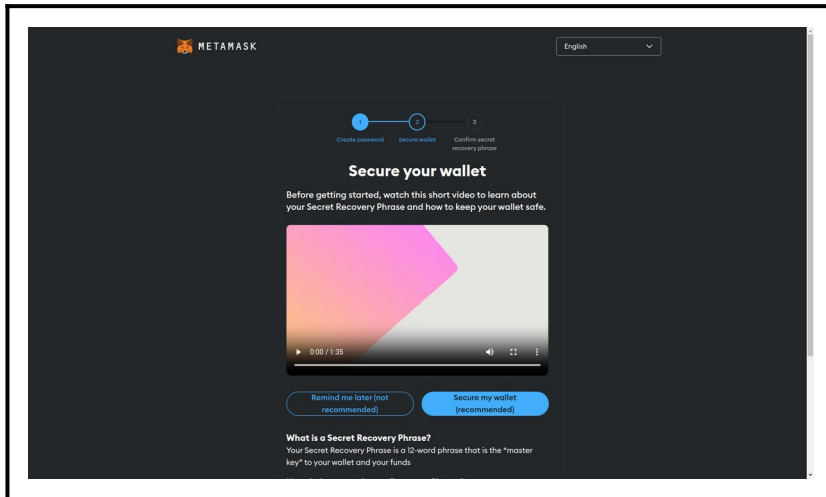 METAMASK
English
1
2
3
Create password
Secure wallet
Confirm secret
recovery phrase
Secure your wallet
Before getting started, watch this short video to learn about
your Secret Recovery Phrase and how to keep your wallet safe.
0:00 / 1:35
Remind me later (not
recommended)
Secure my wallet
(recommended)
What is a Secret Recovery Phrase?
Your Secret Recovery Phrase is a 12-word phrase that is the “master
key” to your wallet and your funds